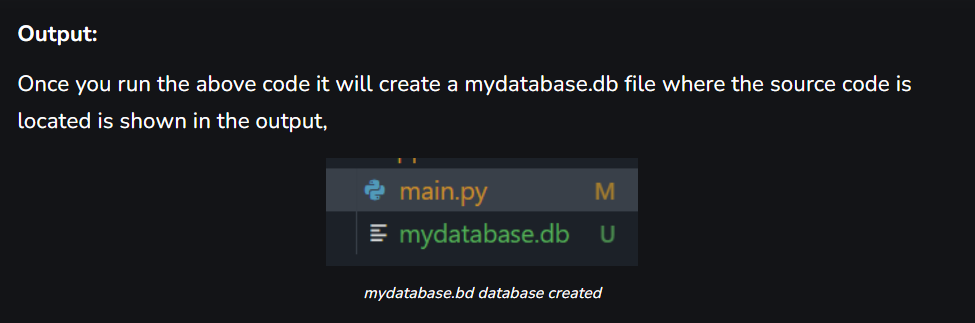 Output:
Once you run the above code it will create a mydatabase.db file where the source code is
located is shown in the output,
main.py M
mydatabase.db U
mydatabase.bd database created